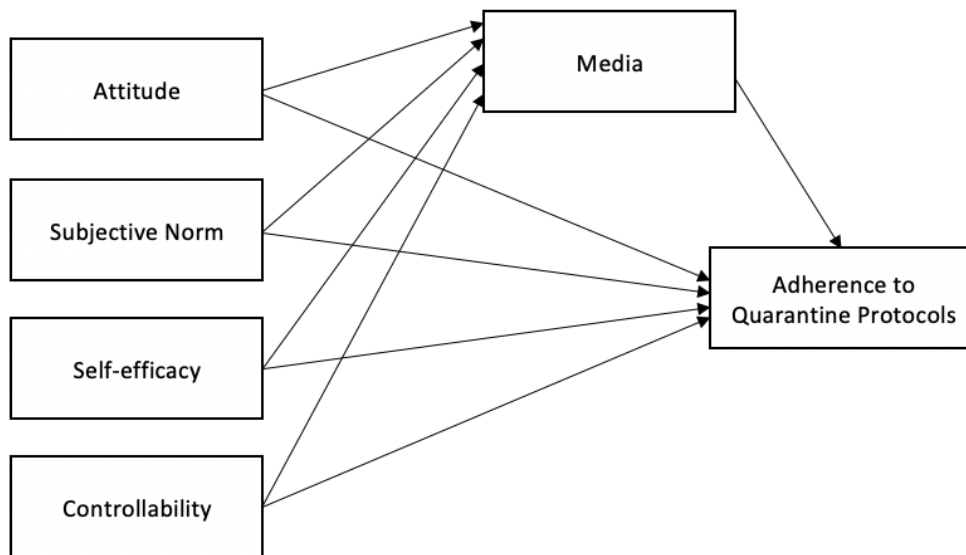 Attitude
Media
Subjective Norm
Adherence to
Quarantine Protocols
Self-efficacy
Controllability